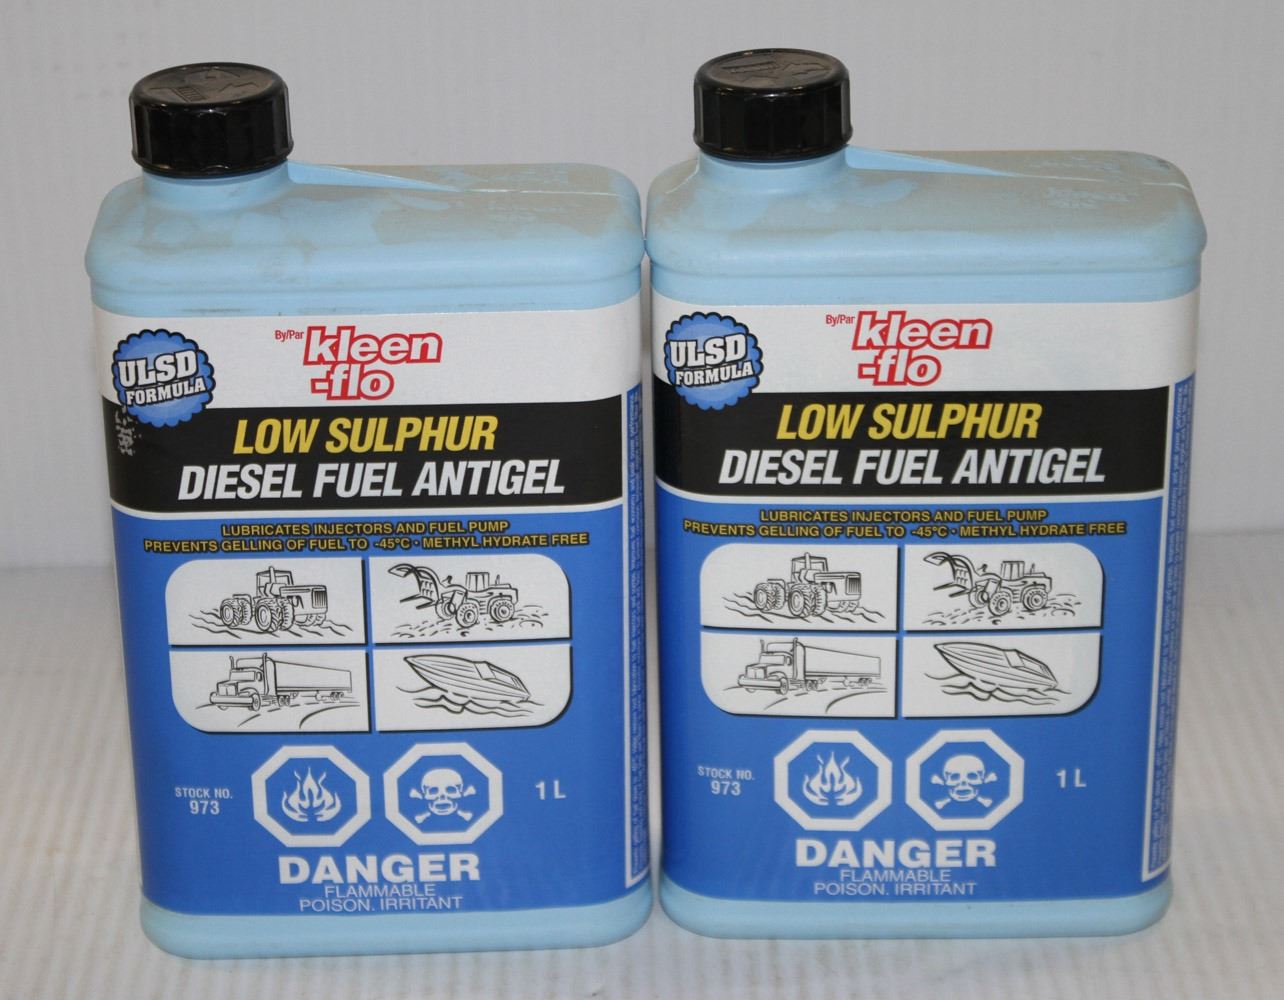 ULSD
FORMULA
By/Par
kleen
-flo
LOW SULPHUR
DIESEL FUEL ANTIGEL
LUBRICATES INJECTORS AND FUEL PUMP
PREVENTS GELLING OF FUEL TO -45°C • METHYL HYDRATE FREE
STOCK NO.
973
1 L
DANGER
FLAMMABLE
POISON. IRRITANT
ULSD
FORMULA
By/Par
kleen
-flo
LOW SULPHUR
DIESEL FUEL ANTIGEL
LUBRICATES INJECTORS AND FUEL PUMP
PREVENTS GELLING OF FUEL TO -45°C • METHYL HYDRATE FREE
STOCK NO.
973
1 L
DANGER
FLAMMABLE
POISON. IRRITANT